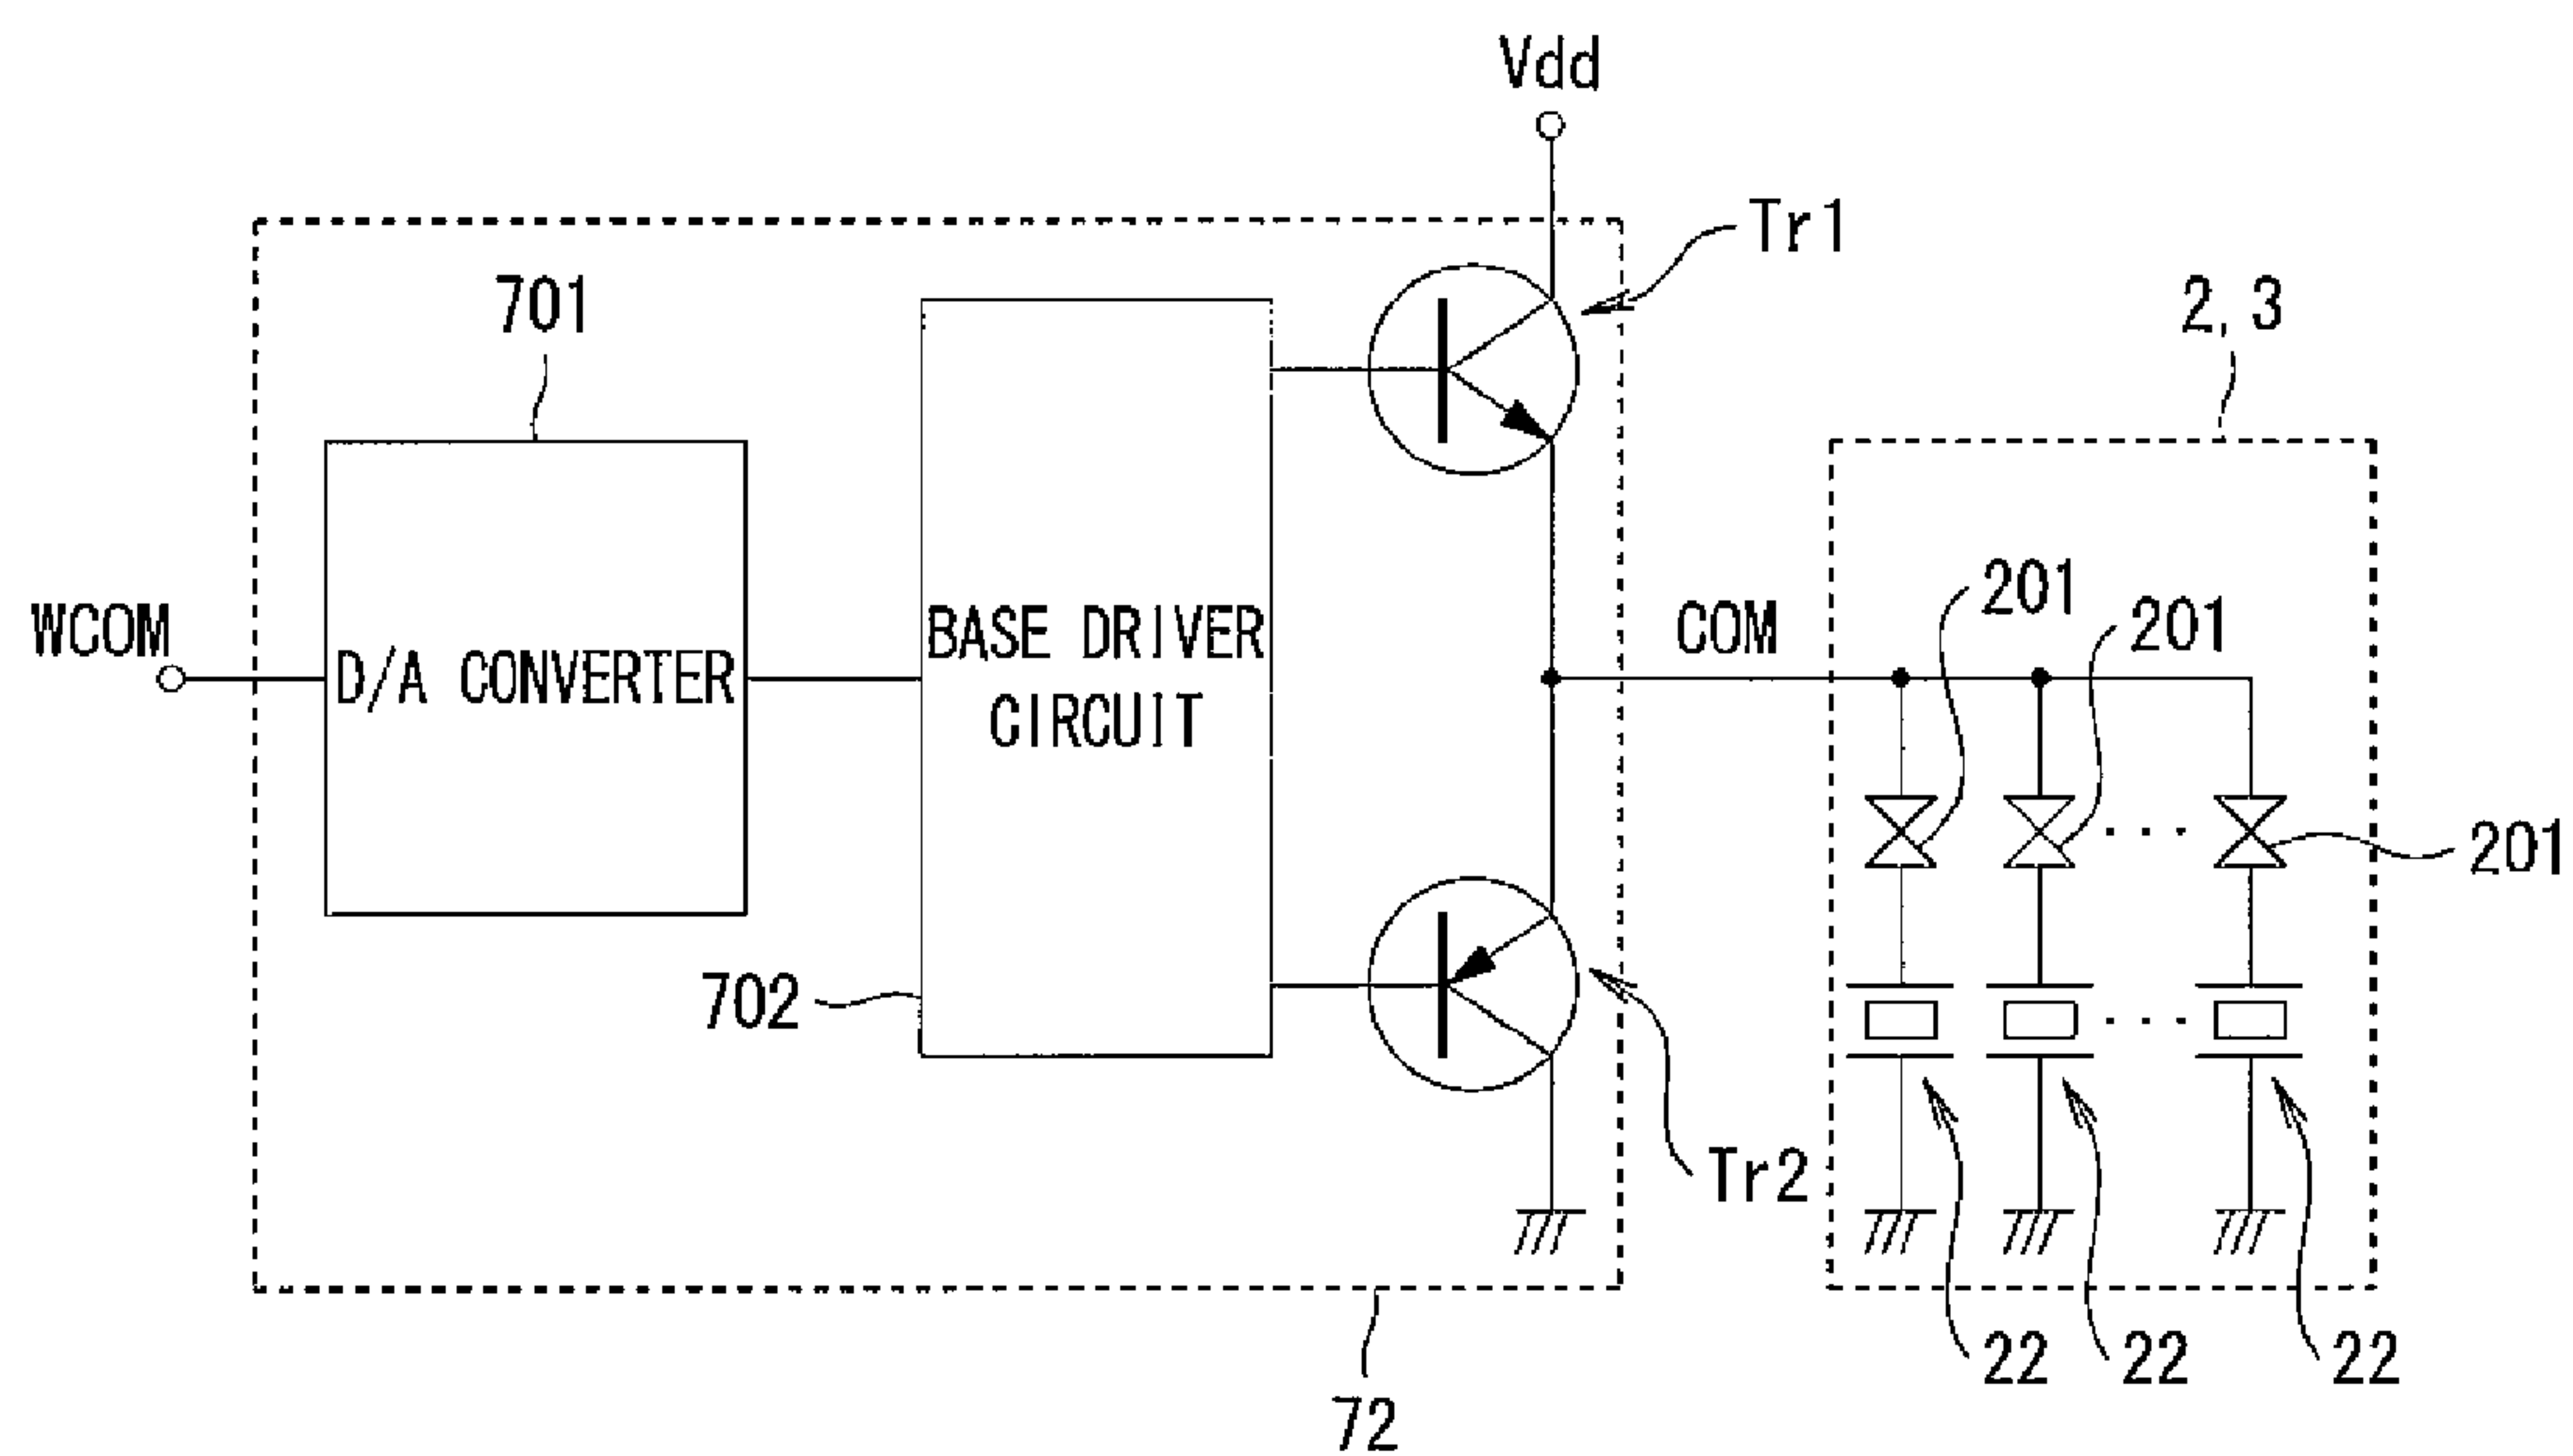 Vdd
Tr1
701
2,3
WCOM
D/A CONVERTER
BASE DRIVER
CIRCUIT
COM
201
201
201
702
Tr2
22
22
22
72